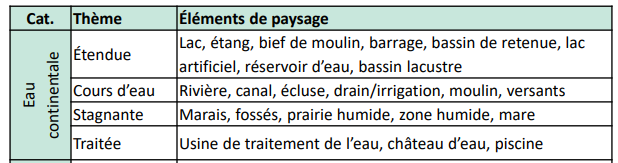 Cat. Thème Éléments de paysage
Eau continentale
Étendue Lac, étang, bief de moulin, barrage, bassin de retenue, lac
artificiel, réservoir d’eau, bassin lacustre
Cours d’eau Rivière, canal, écluse, drain/irrigation, moulin, versants
Stagnante Marais, fossés, prairie humide, zone humide, mare
Traitée Usine de traitement de l’eau, château d’eau, piscine